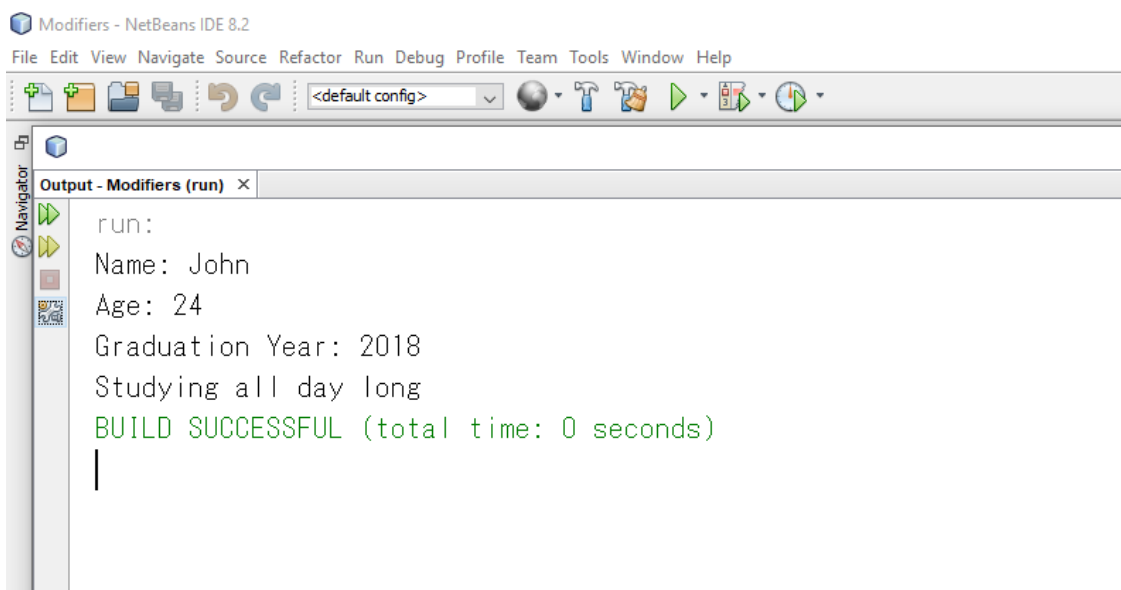 Modifiers - NetBeans IDE 8.2
File Edit View Navigate Source Refactor Run Debug Profile Team Tools Window Help
<default config>
Navigator
Output - Modifiers (run)
run:
Name: John
Age: 24
Graduation Year: 2018
Studying all day long
BUILD SUCCESSFUL (total time: 0 seconds)